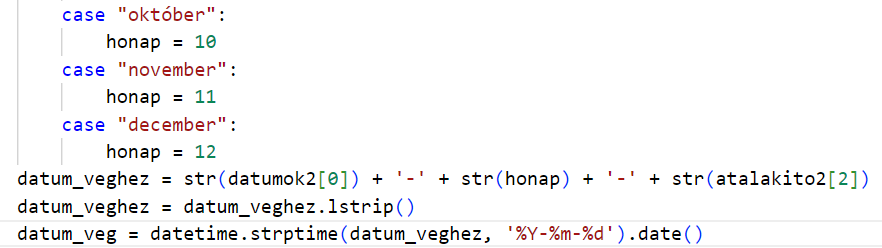 case "október":
honap = 10
case "november":
honap = 11
case "december":
honap = 12
datum_veghez = str(datumok2[0]) + '-' + str(honap) + '-' + str(atalakito2[2])
datum_veghez = datum_veghez.lstrip()
datum_veg = datetime.strptime(datum_veghez, '%Y-%m-%d').date()